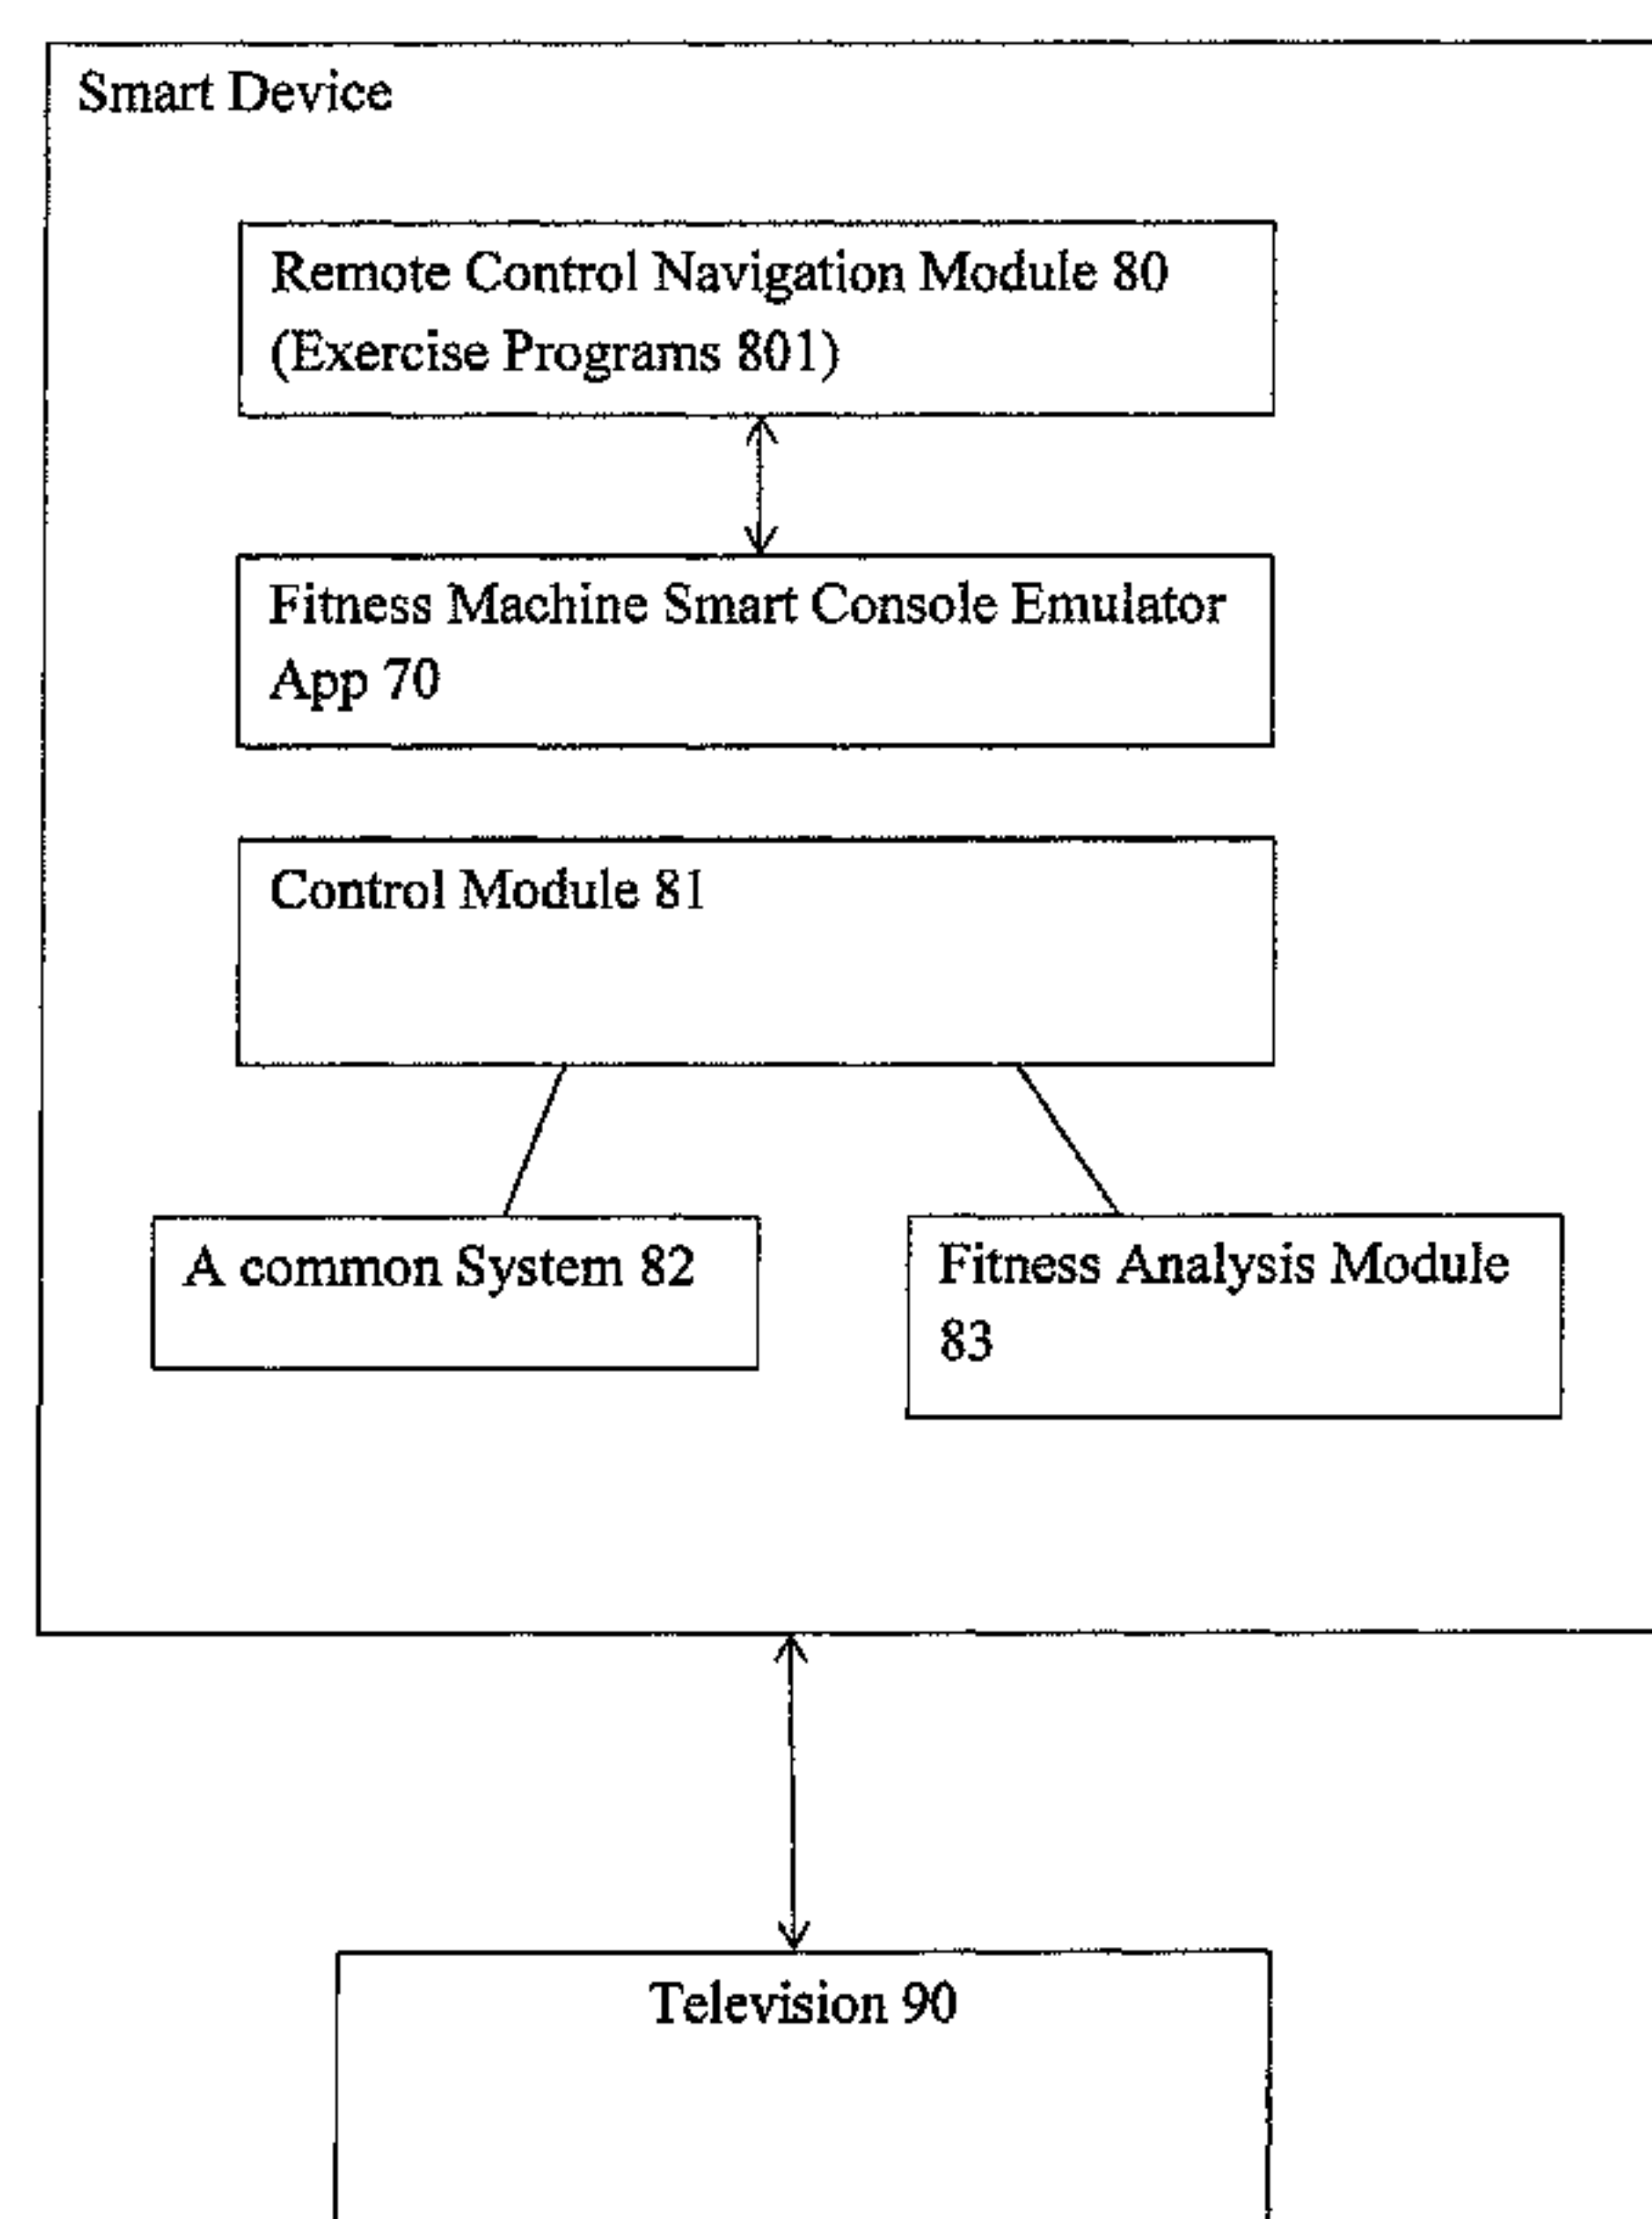 Smart Device
Remote Control Navigation Module 80
(Exercise Programs 801)
Fitness Machine Smart Console Emulator
App 70
Control Module 81
A common System 82
Fitness Analysis Module
83
Television 90